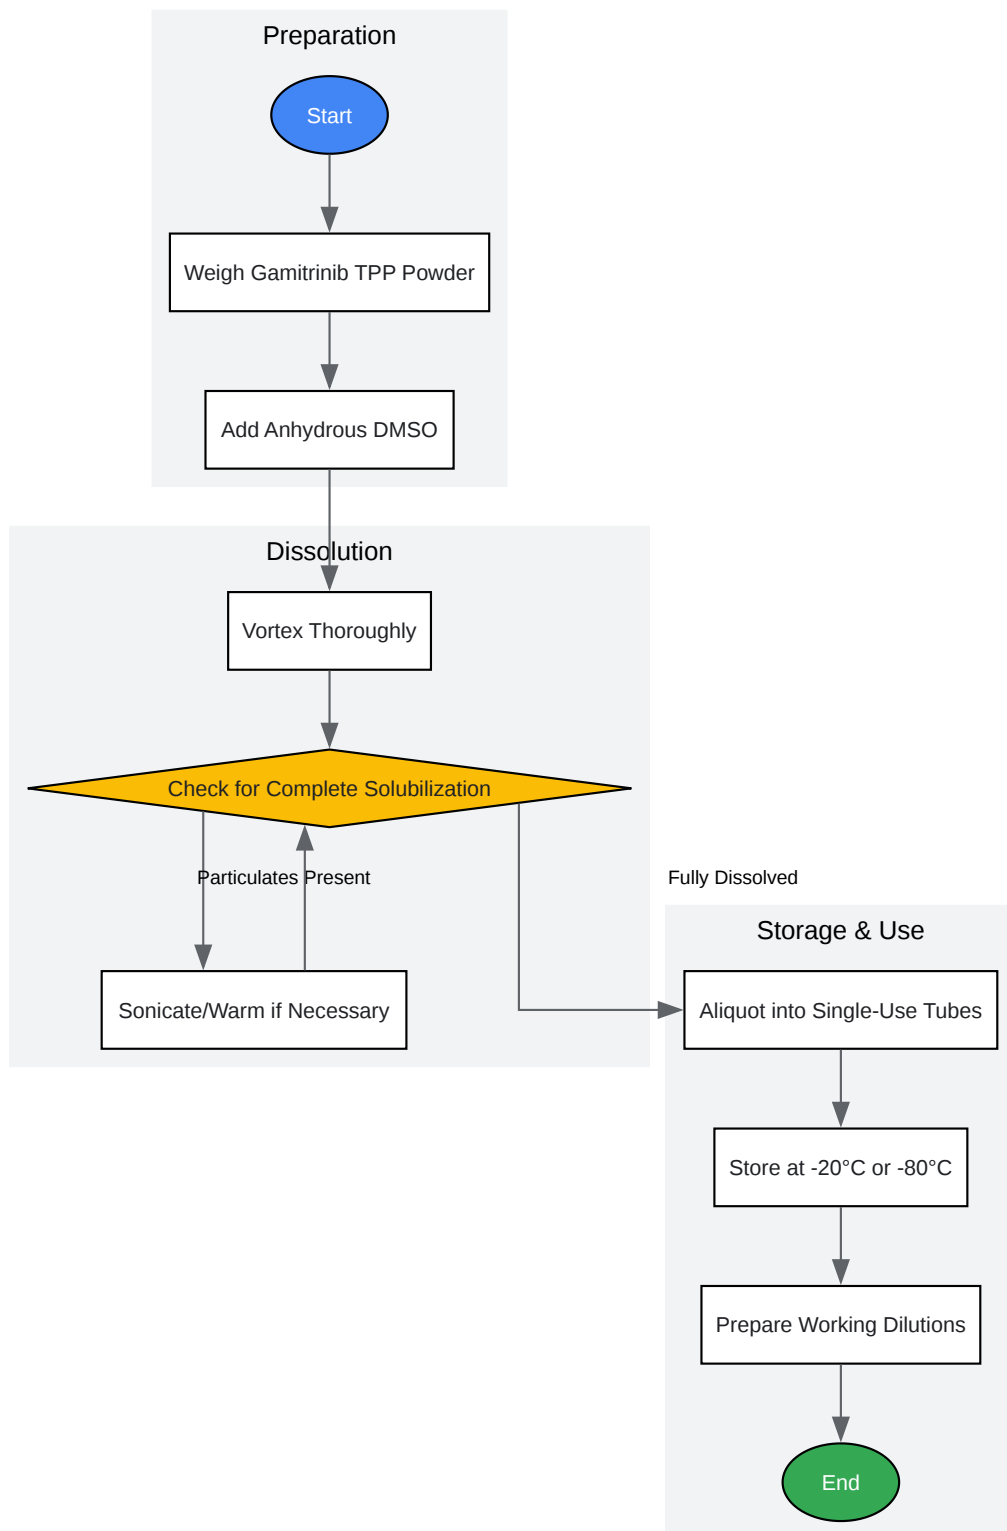 Preparation
Start
Weigh Gamitrinib TPP Powder
Add Anhydrous DMSO
Dissolution
Vortex Thoroughly
Check for Complete Solubilization
Particulates Present
Fully Dissolved
Sonicate/Warm if Necessary
Storage & Use
Aliquot into Single-Use Tubes
Store at -20°C or -80°C
Prepare Working Dilutions
End